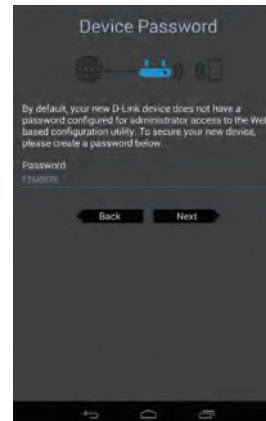 Device Password
By default, your new D-Link device does not have a
password configured for administrator access to the Web
based configuration utility. To secure your new device,
please create a password below.
Password
12345678
Back Next